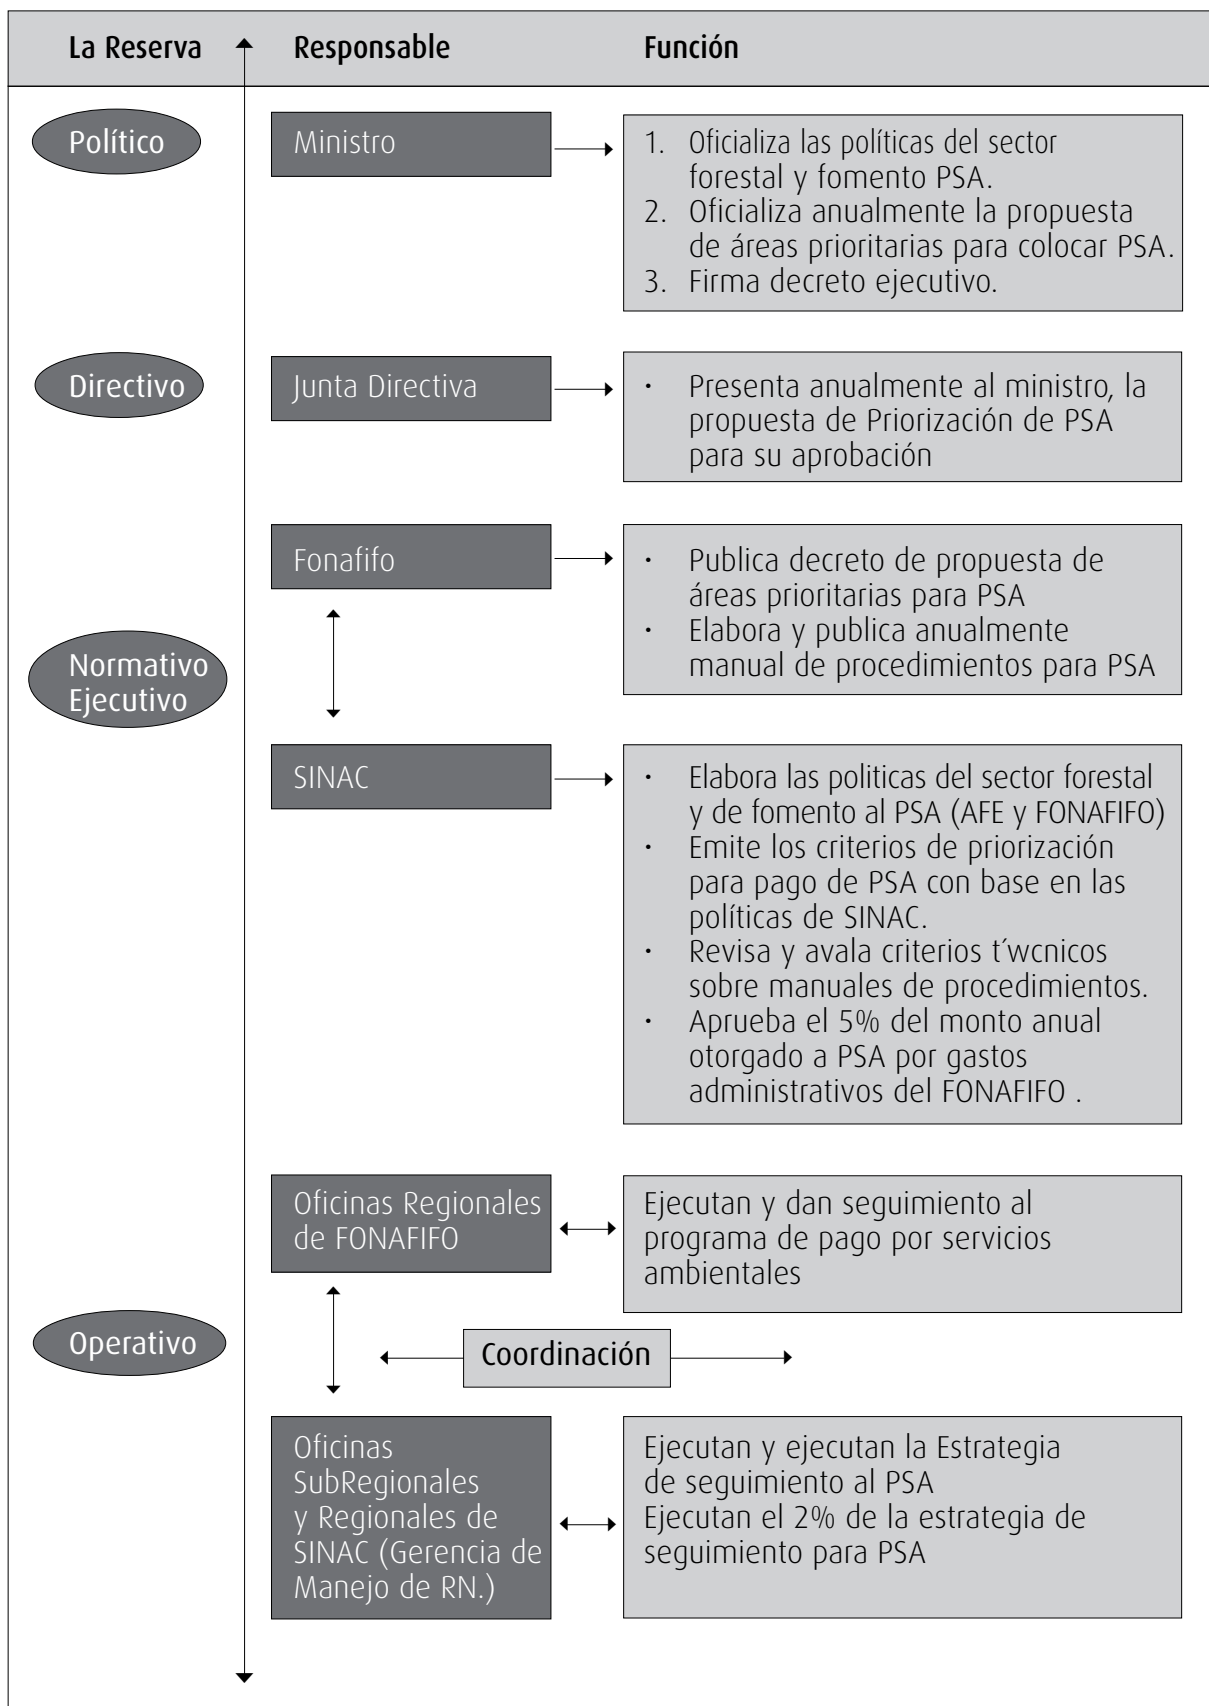 La Reserva
Responsable
Función
Político
Ministro
1. Oficializa las políticas del sector
forestal y fomento PSA.
2. Oficializa anualmente la propuesta
de áreas prioritarias para colocar PSA.
3. Firma decreto ejecutivo.
Directivo
Junta Directiva
· Presenta anualmente al ministro, la
propuesta de Priorización de PSA
para su aprobación
Normativo
Ejecutivo
Fonafifo
· Publica decreto de propuesta de
áreas prioritarias para PSA
· Elabora y publica anualmente
manual de procedimientos para PSA
SINAC
· Elabora las politicas del sector forestal
y de fomento al PSA (AFE y FONAFIFO)
· Emite los criterios de priorización
para pago de PSA con base en las
políticas de SINAC.
· Revisa y avala criterios t´wcnicos
sobre manuales de procedimientos.
· Aprueba el 5% del monto anual
otorgado a PSA por gastos
administrativos del FONAFIFO .
Operativo
Oficinas Regionales
de FONAFIFO
Ejecutan y dan seguimiento al
programa de pago por servicios
ambientales
Coordinación
Oficinas
SubRegionales
y Regionales de
SINAC (Gerencia de
Manejo de RN.)
Ejecutan y ejecutan la Estrategia
de seguimiento al PSA
Ejecutan el 2% de la estrategia de
seguimiento para PSA